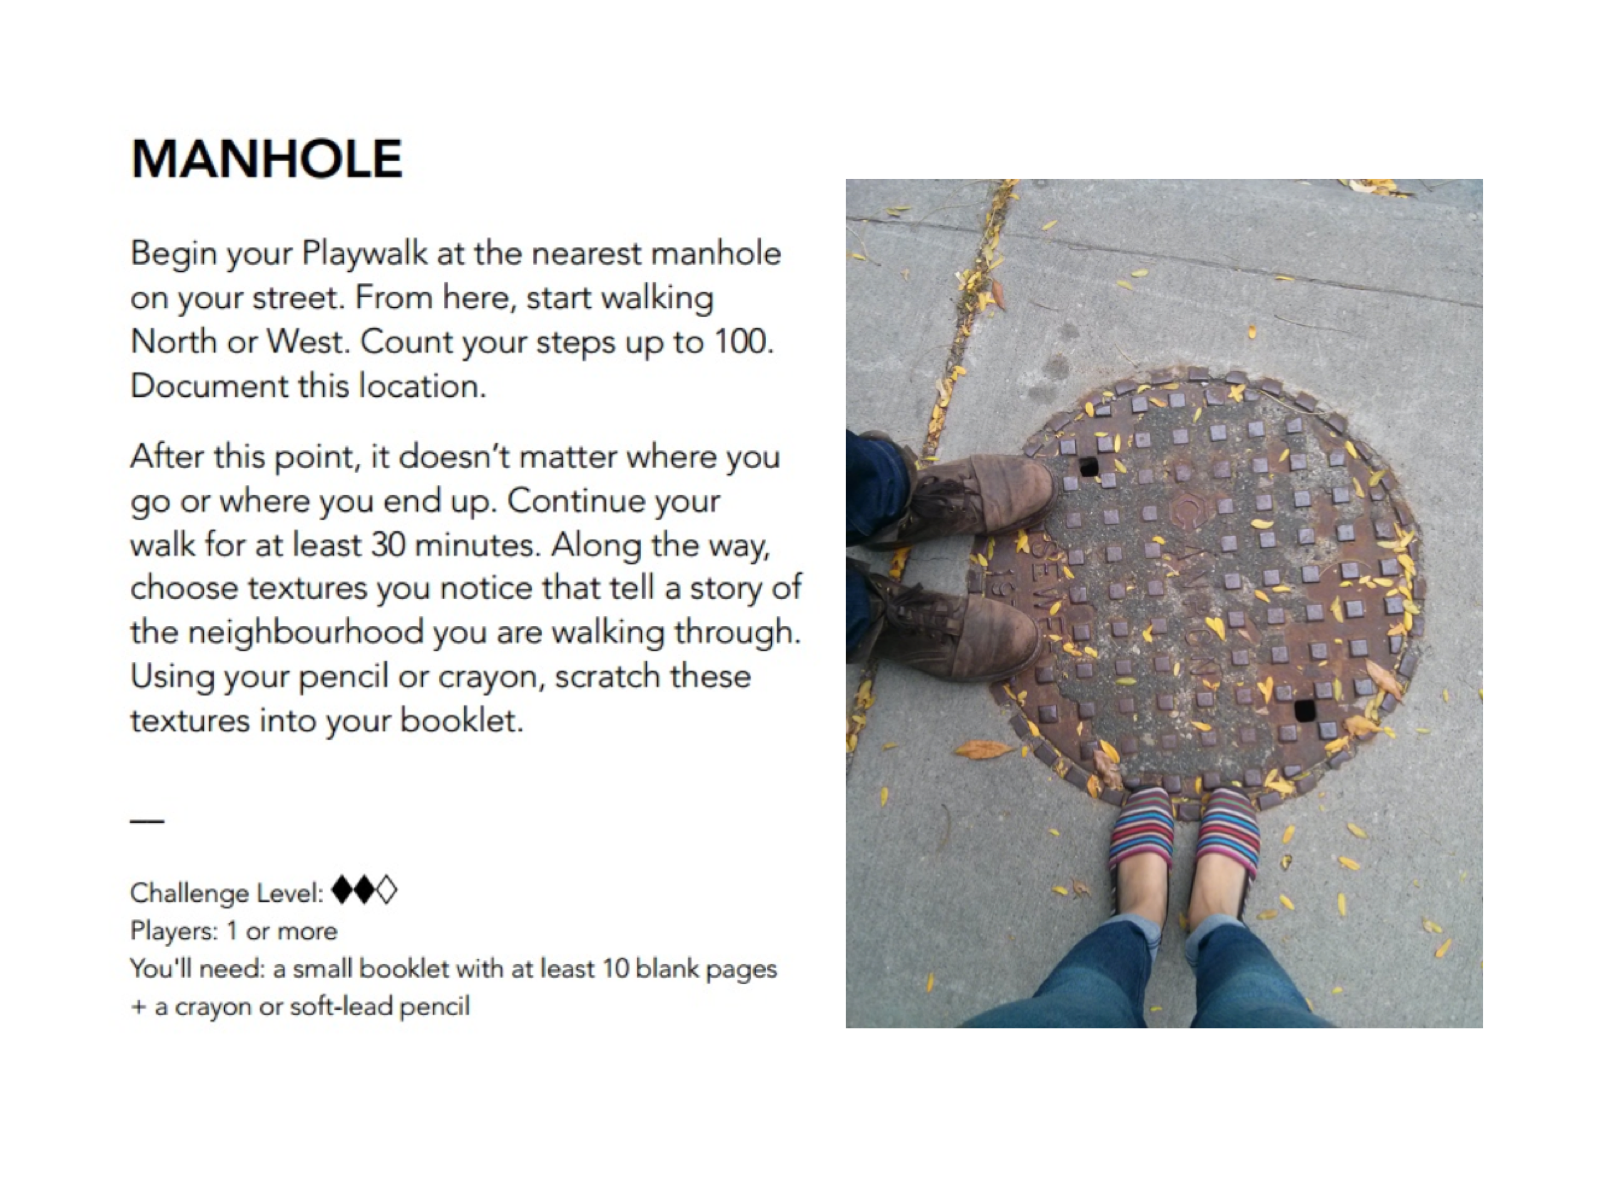 MANHOLE
Begin your Playwalk at the nearest manhole
on your street. From here, start walking
North or West. Count your steps up to 100.
Document this location.
After this point, it doesn't matter where you
go or where you end up. Continue your
walk for at least 30 minutes. Along the way,
choose textures you notice that tell a story of
the neighbourhood you are walking through.
Using your pencil or crayon, scratch these
textures into your booklet.
Challenge Level: ♦♦♢
Players: 1 or more
You'll need: a small booklet with at least 10 blank pages
+ a crayon or soft-lead pencil
SEWER